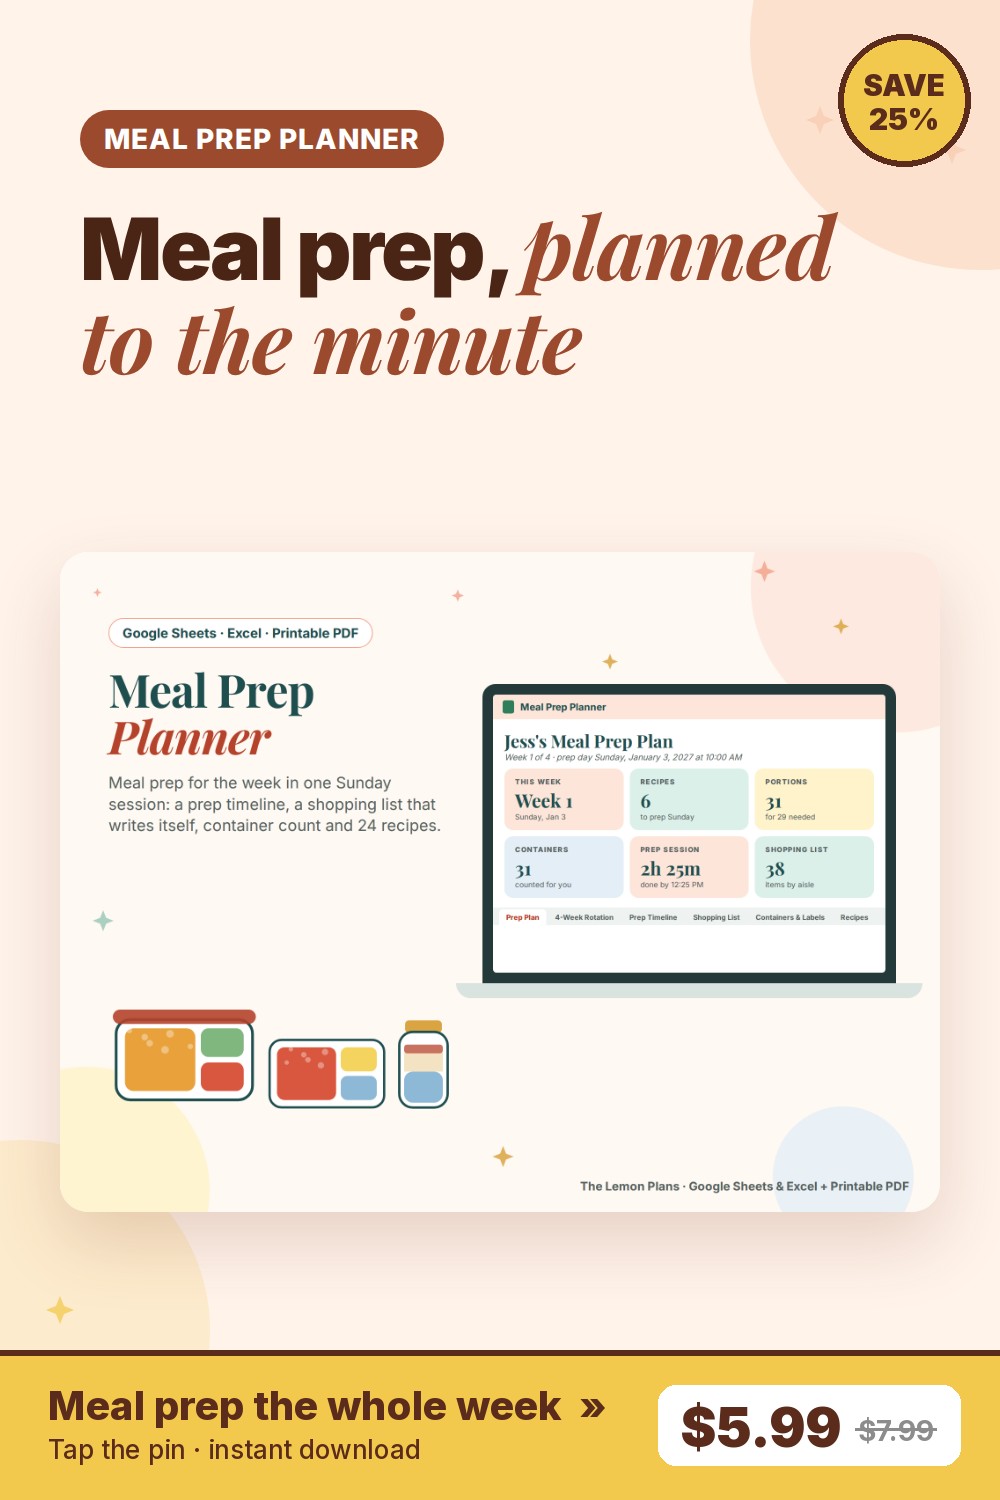 SAVE
25%
MEAL PREP PLANNER
Meal prep, planned
to the minute
Google Sheets · Excel · Printable PDF
Meal Prep
Planner
Meal prep for the week in one Sunday
session: a prep timeline, a shopping list that
writes itself, container count and 24 recipes.
Meal Prep Planner
Jess's Meal Prep Plan
Week 1 of 4 · prep day Sunday, January 3, 2027 at 10:00 AM
THIS WEEK
Week 1
Sunday, Jan 3
RECIPES
6
to prep Sunday
PORTIONS
31
for 29 needed
CONTAINERS
31
counted for you
PREP SESSION
2h 25m
done by 12:25 PM
SHOPPING LIST
38
items by aisle
Prep Plan 4-Week Rotation Prep Timeline Shopping List Containers & Labels Recipes
The Lemon Plans · Google Sheets & Excel + Printable PDF
Meal prep the whole week »
Tap the pin · instant download
$5.99 $7.99